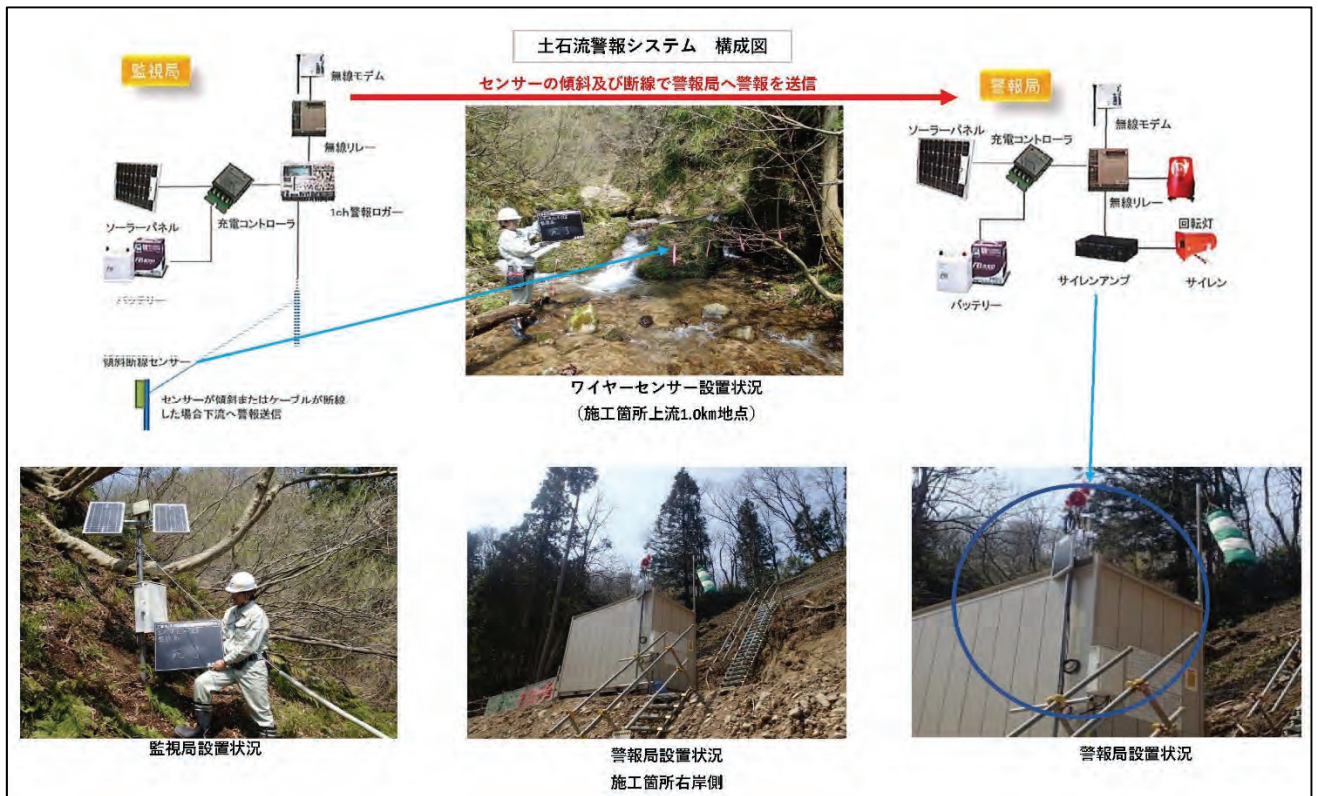 土石流警報システム 構成図
監視局
無線モデム
センサーの傾斜及び断線で警報局へ警報を送信
無線リレー
1ch警報ロガー
ソーラーパネル
充電コントローラ
バッテリー
傾斜断線センサー
センサーが傾斜またはケーブルが断線
した場合下流へ警報送信
ワイヤーセンサー設置状況
(施工箇所上流1.0km地点)
警報局
無線モデム
ソーラーパネル
充電コントローラ
無線リレー
回転灯
サイレンアンプ
サイレン
バッテリー
監視局設置状況
警報局設置状況
施工箇所右岸側
警報局設置状況